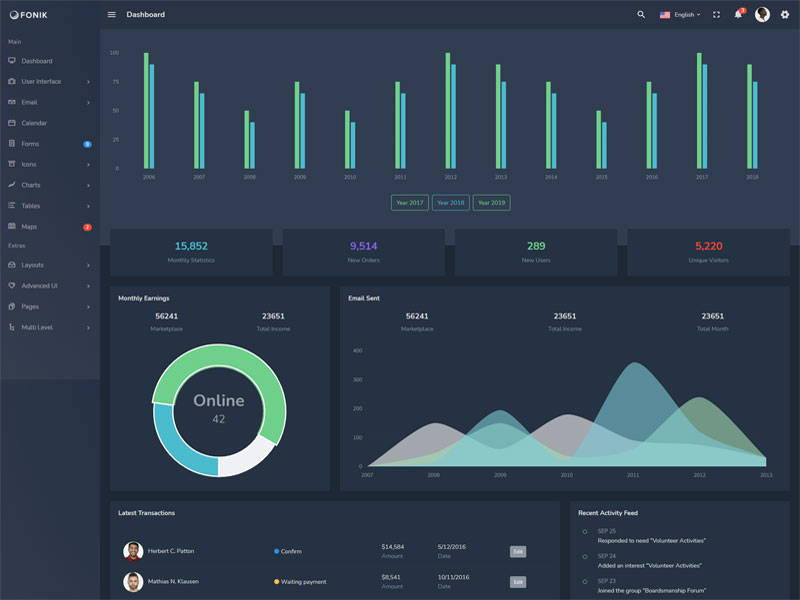 FONIK
Dashboard
English
3
Main
Dashboard
User Interface
Email
Calendar
Forms
Icons
Charts
Tables
Maps 2
Extras
Layouts
Advanced UI
Pages
Multi Level
100
75
50
25
0
2006 2007 2008 2009 2010 2011 2012 2013 2014 2015 2016 2017 2018
Year 2017 Year 2018 Year 2019
15,852
Monthly Statistics
9,514
New Orders
289
New Users
5,220
Unique Visitors
Monthly Earnings
56241 23651
Marketplace Total Income
Online
42
Email Sent
56241 23651 23651
Marketplace Total Income Total Month
400
300
200
100
0
2007 2008 2009 2010 2011 2012 2013
Latest Transactions
Herbert C. Patton Confirm $14,584 Amount 5/12/2016 Date Edit
Mathias N. Klausen Waiting payment $8,541 Amount 10/11/2016 Date Edit
Recent Activity Feed
SEP 25
Responded to need "Volunteer Activities"
SEP 24
Added an interest "Volunteer Activities"
SEP 23
Joined the group "Boardsmanship Forum"